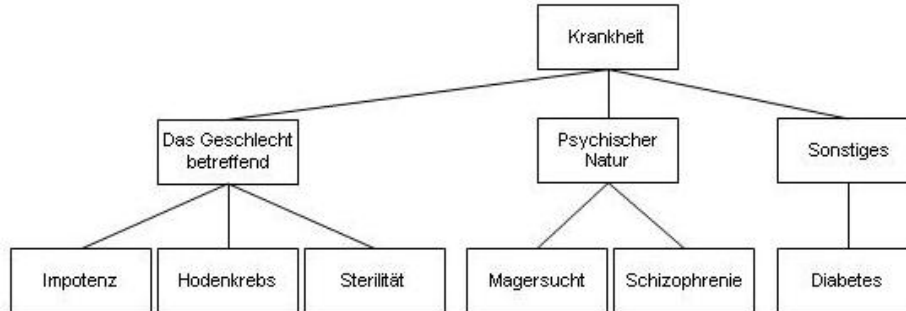 Krankheit
Das Geschlecht
betreffend
Psychischer
Natur
Sonstiges
Impotenz
Hodenkrebs
Sterilität
Magersucht
Schizophrenie
Diabetes